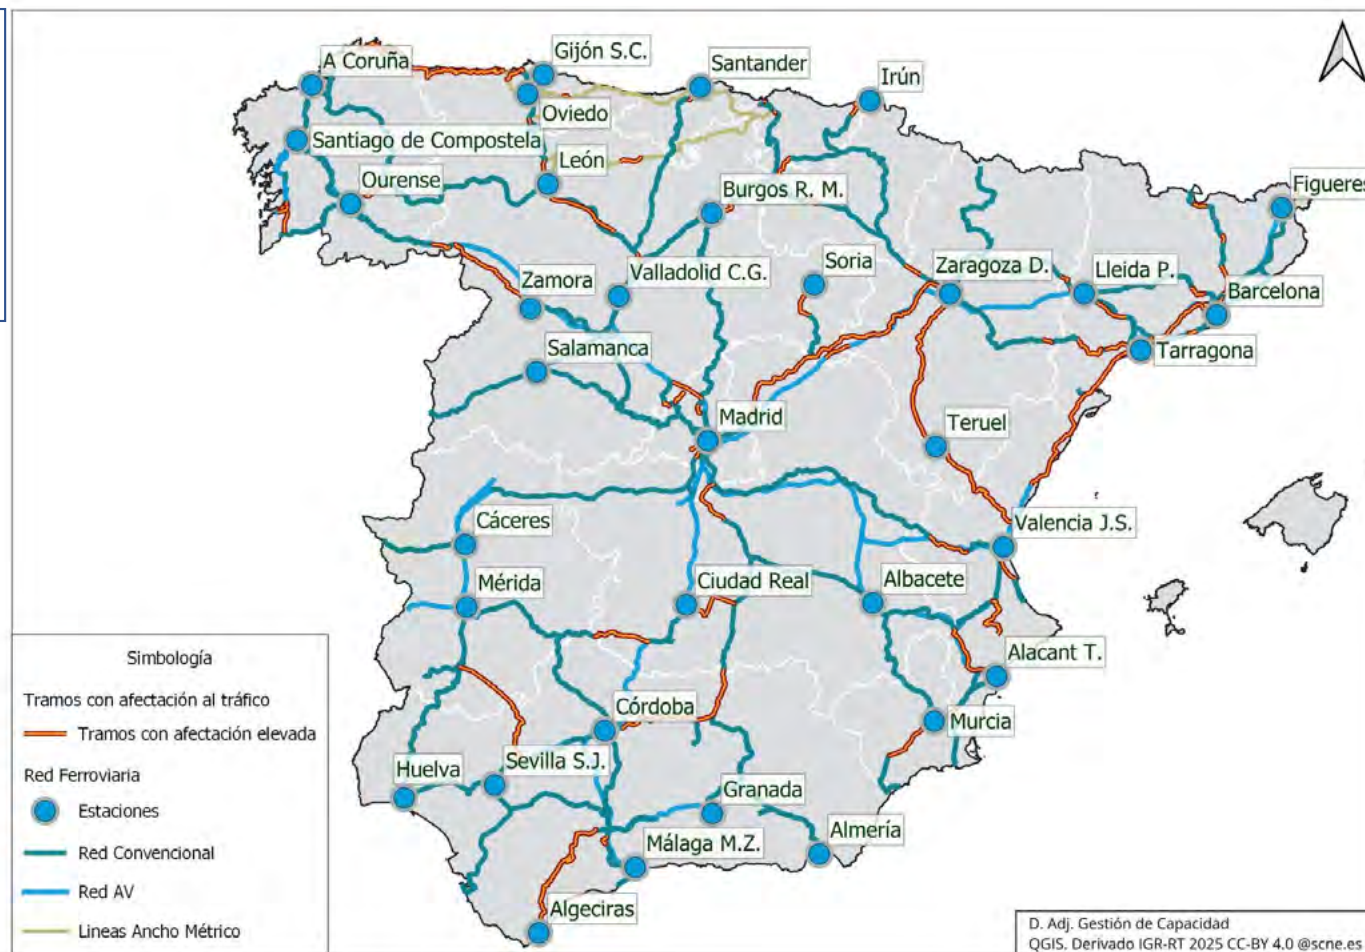 A Coruña
Gijón S.C.
Santander
Irún
Oviedo
Santiago de Compostela
León
Ourense
Burgos R. M.
Figueres
Soria
Zaragoza D.
Lleida P.
Valladolid C.G.
Zamora
Barcelona
Salamanca
Tarragona
Madrid
Teruel
Cáceres
Valencia J.S.
Mérida
Ciudad Real
Albacete
Alacant T.
Córdoba
Murcia
Huelva
Sevilla S.J.
Granada
Almería
Málaga M.Z.
Algeciras
Simbología
Tramos con afectación al tráfico
Tramos con afectación elevada
Red Ferroviaria
Estaciones
Red Convencional
Red AV
Lineas Ancho Métrico
D. Adj. Gestión de Capacidad
QGIS. Derivado IGR-RT 2025 CC-BY 4.0 @scne.es